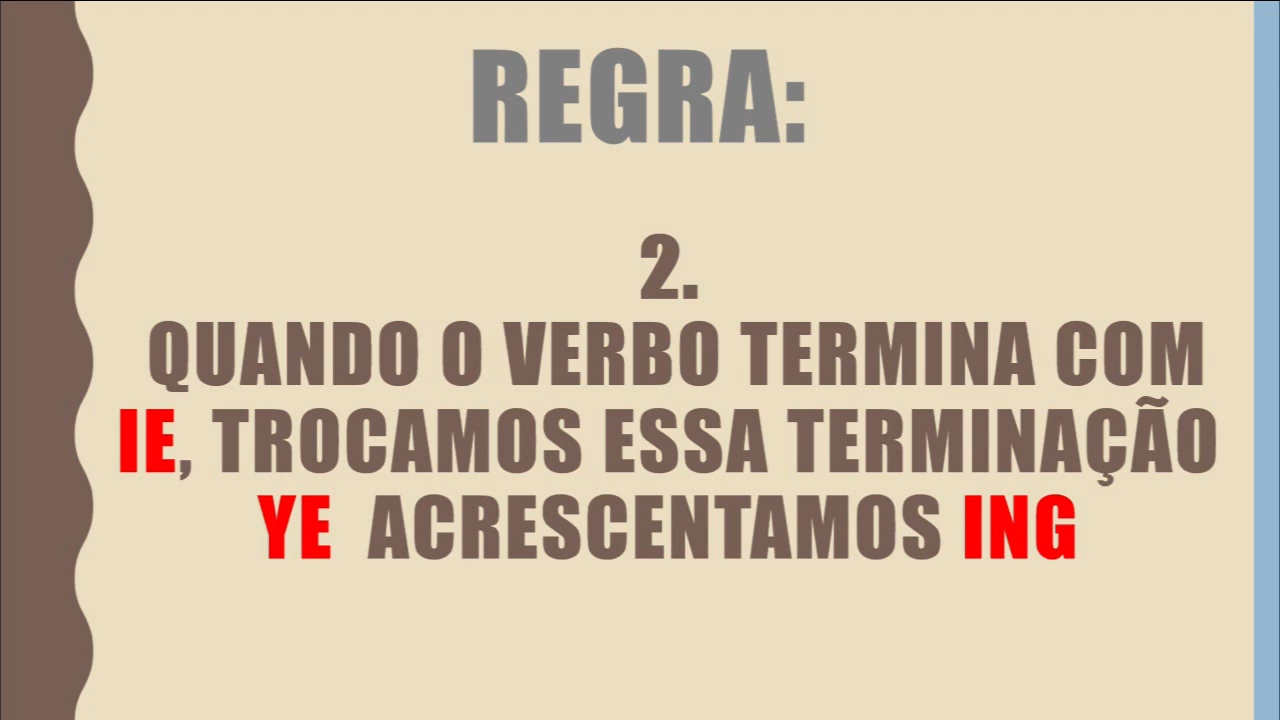 REGRA:
2.
QUANDO O VERBO TERMINA COM
IE, TROCAMOS ESSA TERMINAÇÃO
YE ACRESCENTAMOS ING